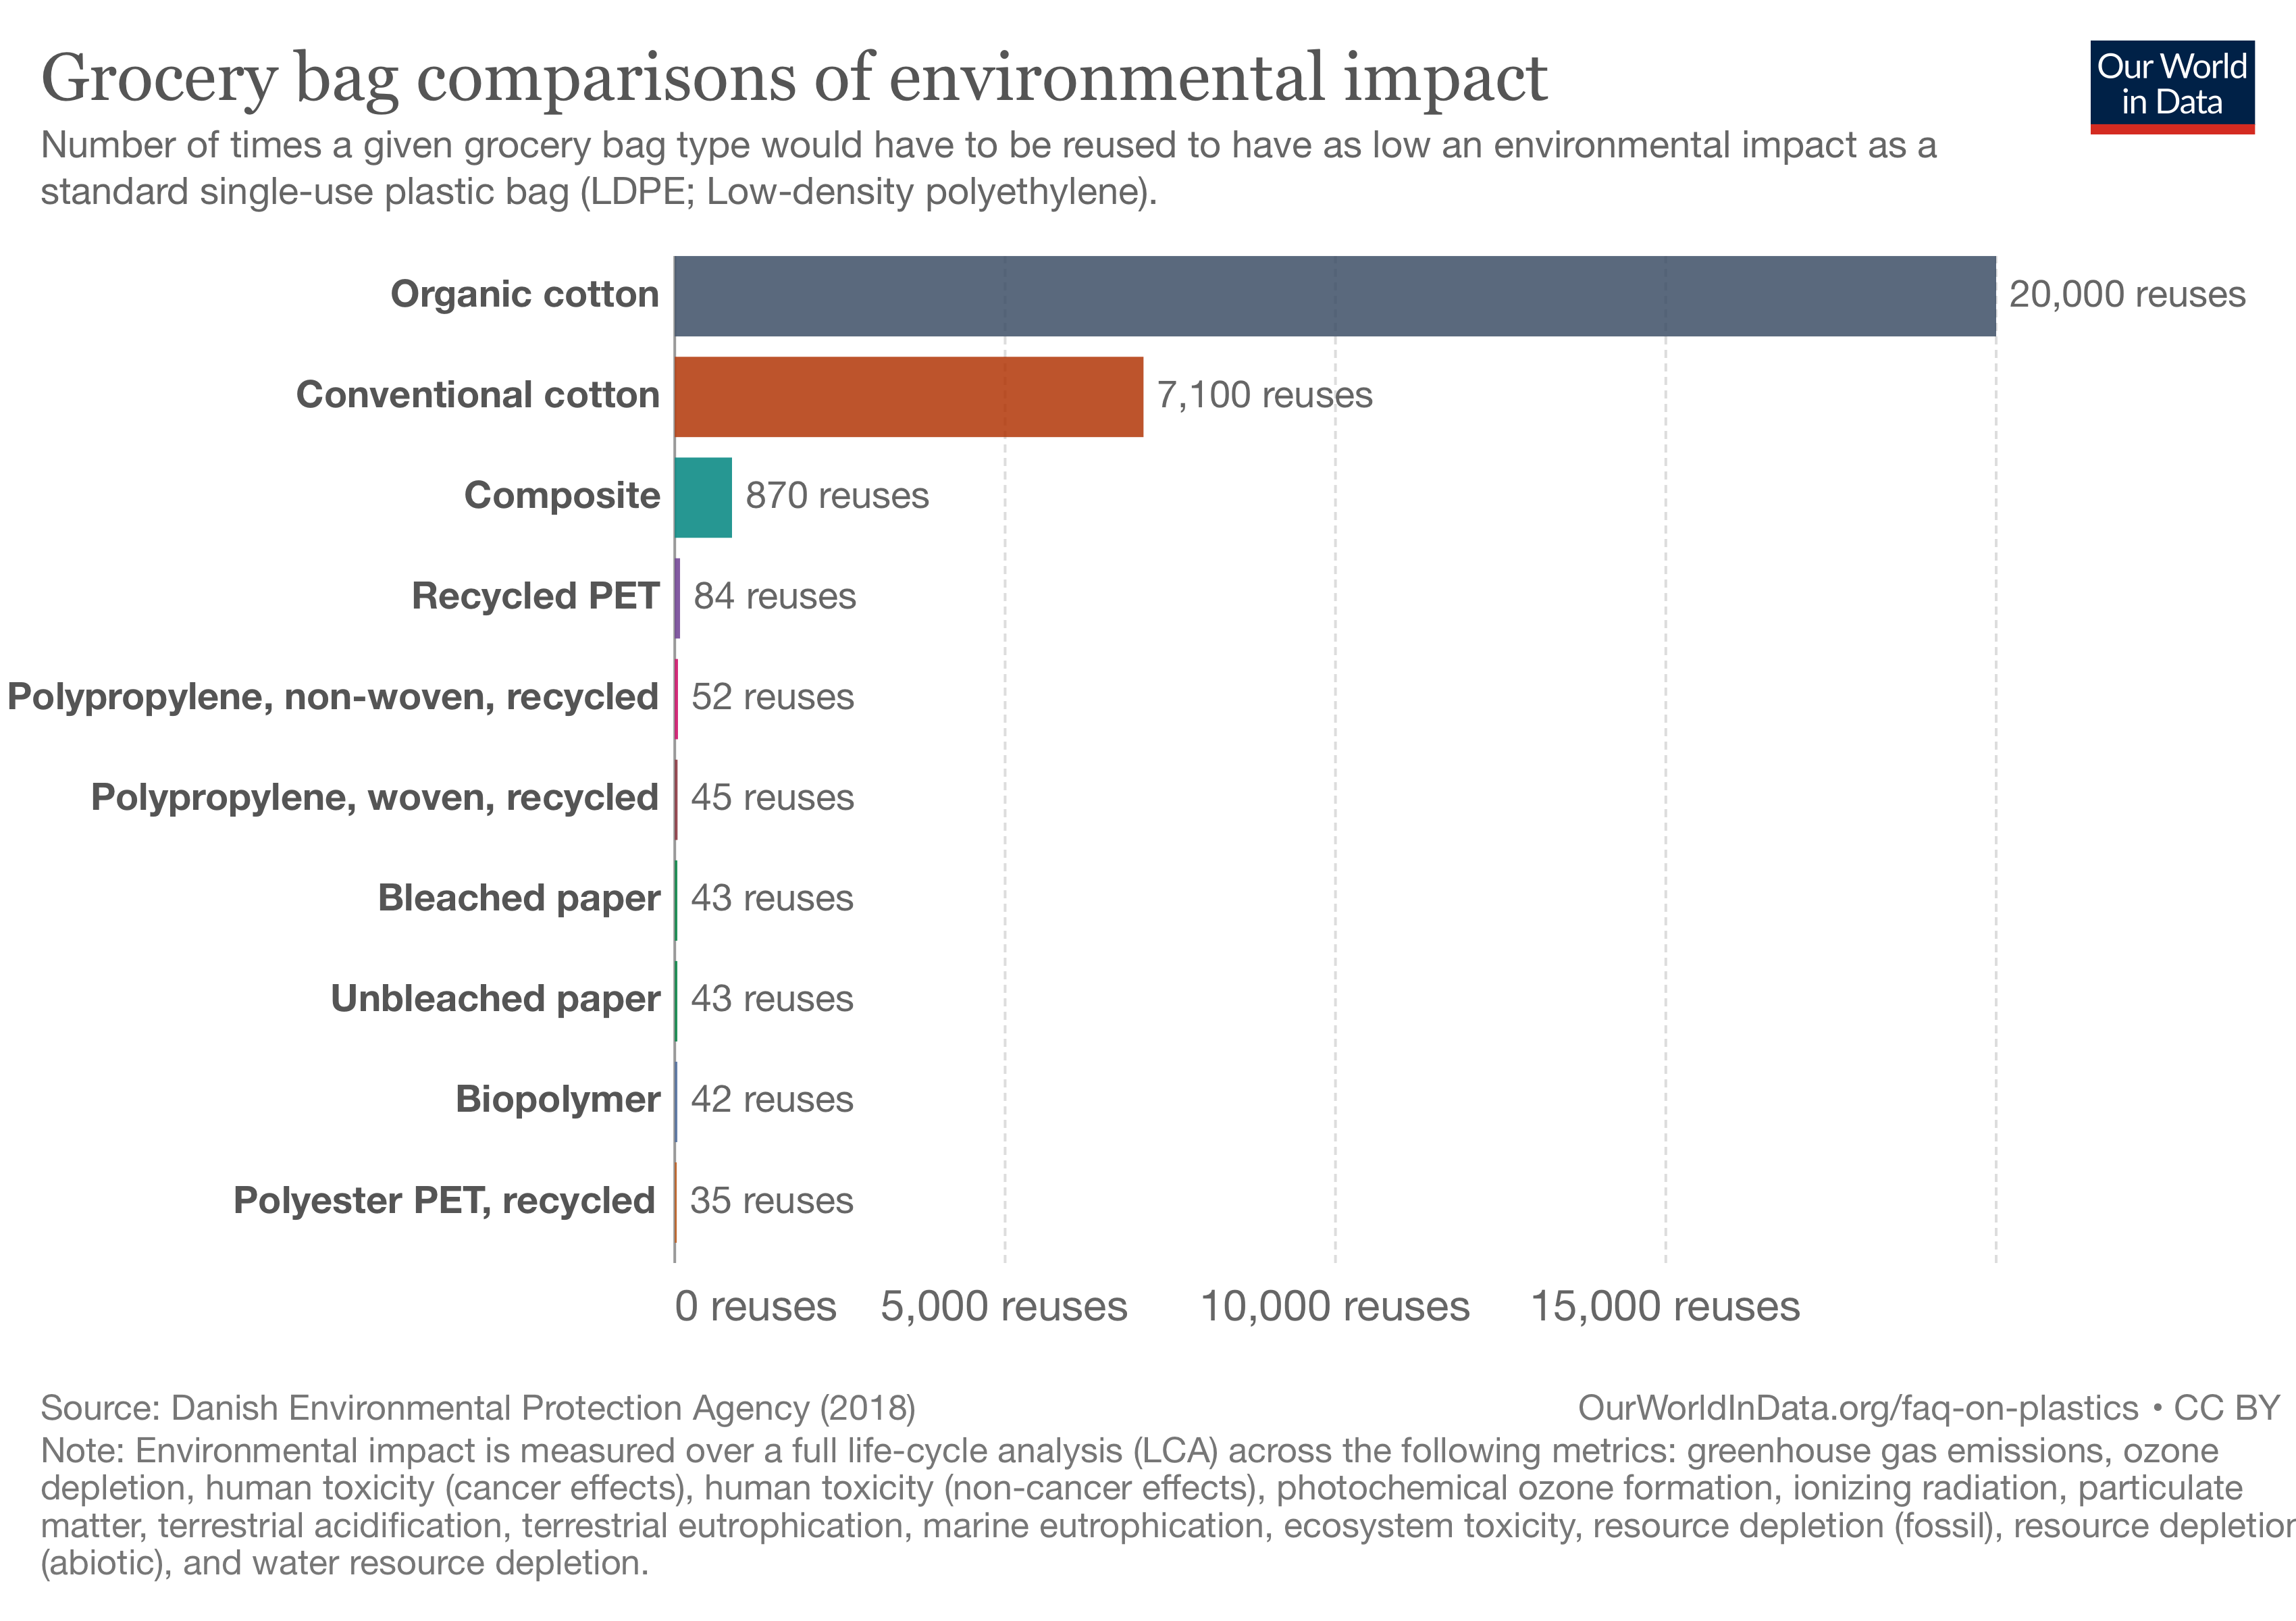 Grocery bag comparisons of environmental impact
Our World
in Data
Number of times a given grocery bag type would have to be reused to have as low an environmental impact as a
standard single-use plastic bag (LDPE; Low-density polyethylene).
Organic cotton 20,000 reuses
Conventional cotton 7,100 reuses
Composite 870 reuses
Recycled PET 84 reuses
Polypropylene, non-woven, recycled 52 reuses
Polypropylene, woven, recycled 45 reuses
Bleached paper 43 reuses
Unbleached paper 43 reuses
Biopolymer 42 reuses
Polyester PET, recycled 35 reuses
0 reuses 5,000 reuses 10,000 reuses 15,000 reuses
Source: Danish Environmental Protection Agency (2018) OurWorldInData.org/faq-on-plastics • CC BY
Note: Environmental impact is measured over a full life-cycle analysis (LCA) across the following metrics: greenhouse gas emissions, ozone
depletion, human toxicity (cancer effects), human toxicity (non-cancer effects), photochemical ozone formation, ionizing radiation, particulate
matter, terrestrial acidification, terrestrial eutrophication, marine eutrophication, ecosystem toxicity, resource depletion (fossil), resource depletion
(abiotic), and water resource depletion.